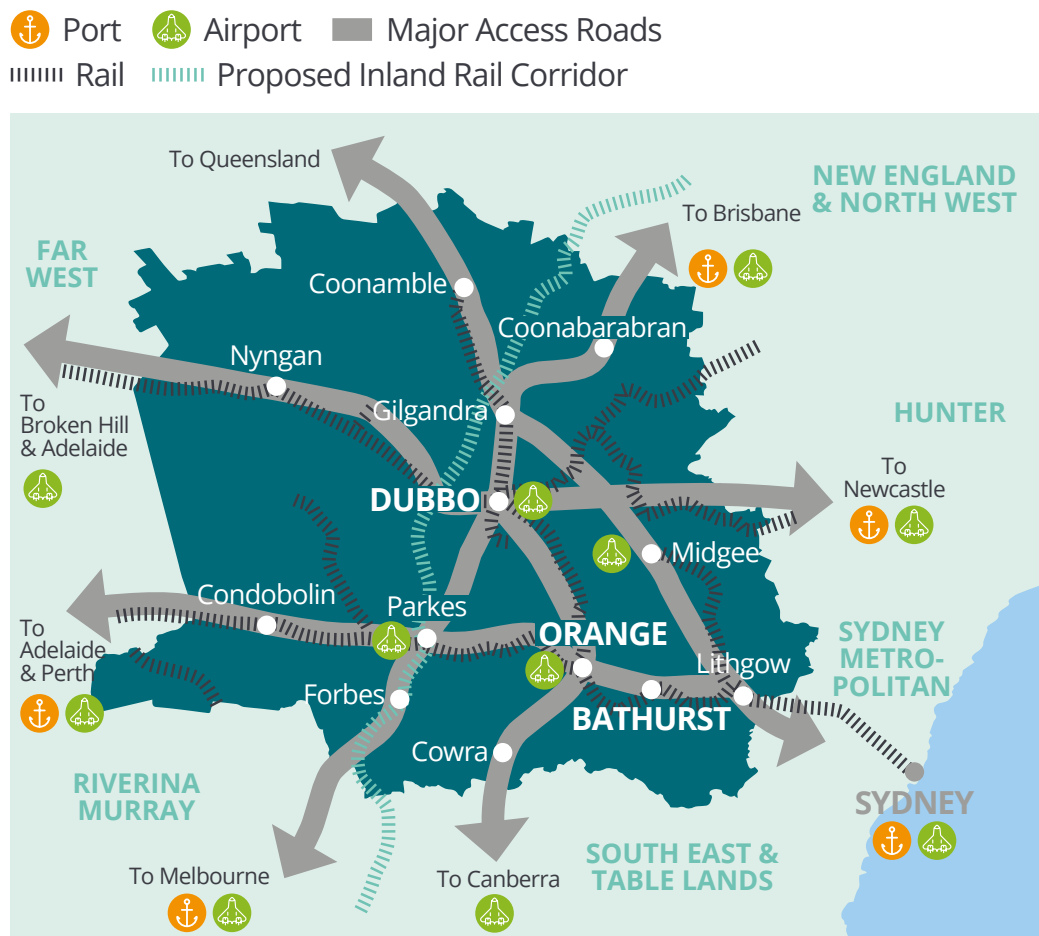 Port Airport Major Access Roads
Rail Proposed Inland Rail Corridor
To Queensland
NEW ENGLAND
& NORTH WEST
To Brisbane
FAR
WEST
Coonamble
Coonabarabran
Nyngan
To
Broken Hill
& Adelaide
Gilgandra
HUNTER
To
Newcastle
DUBBO
Midgee
Condobolin
Parkes
To
Adelaide
& Perth
ORANGE
SYDNEY
METRO-
POLITAN
Lithgow
Forbes
BATHURST
Cowra
RIVERINA
MURRAY
SYDNEY
SOUTH EAST &
TABLE LANDS
To Melbourne
To Canberra